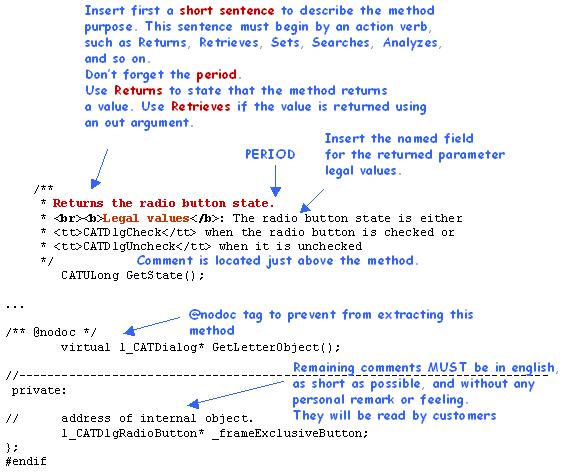 Insert first a short sentence to describe the method
purpose. This sentence must begin by an action verb,
such as Returns, Retrieves, Sets, Searches, Analyzes,
and so on.
Don't forget the period.
Use Returns to state that the method returns
a value. Use Retrieves if the value is returned using
an out argument.
PERIOD
Insert the named field
for the returned parameter
legal values.
/**
* Returns the radio button state.
* <br><b>Legal values</b>: The radio button state is either
* <tt>CATDlgCheck</tt> when the radio button is checked or
* <tt>CATDlgUncheck</tt> when it is unchecked
*/
Comment is located just above the method.
CATULong GetState();
...
@nodoc tag to prevent from extracting this
method
/** @nodoc */
virtual l_CATDialog* GetLetterObject();
//--------------------------------------------------------------------------
Remaining comments MUST be in english,
as short as possible, and without any
personal remark or feeling.
They will be read by customers
private:
// address of internal object.
l_CATDlgRadioButton* _frameExclusiveButton;
};
#endif